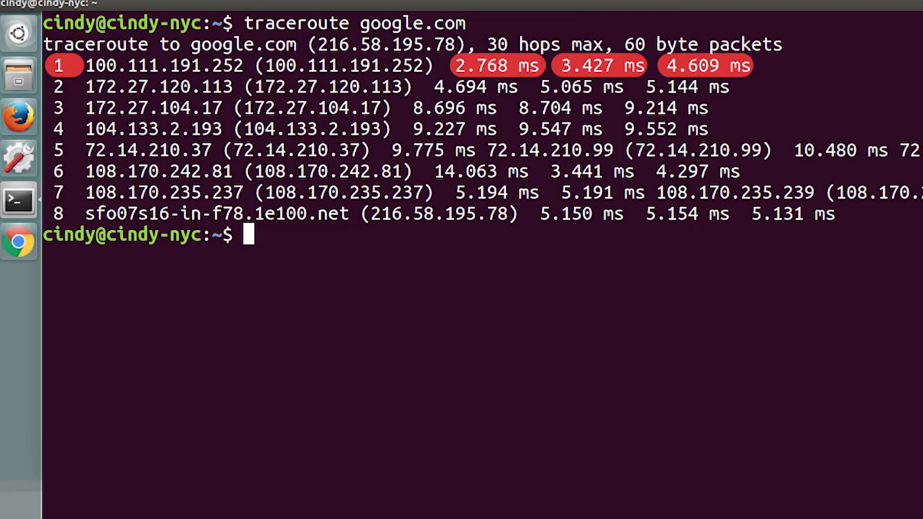 cindy@cindy-nyc: ~
cindy@cindy-nyc:~$ traceroute google.com
traceroute to google.com (216.58.195.78), 30 hops max, 60 byte packets
1 100.111.191.252 (100.111.191.252) 2.768 ms 3.427 ms 4.609 ms
2 172.27.120.113 (172.27.120.113) 4.694 ms 5.065 ms 5.144 ms
3 172.27.104.17 (172.27.104.17) 8.696 ms 8.704 ms 9.214 ms
4 104.133.2.193 (104.133.2.193) 9.227 ms 9.547 ms 9.552 ms
5 72.14.210.37 (72.14.210.37) 9.775 ms 72.14.210.99 (72.14.210.99) 10.480 ms 72
6 108.170.242.81 (108.170.242.81) 14.063 ms 3.441 ms 4.297 ms
7 108.170.235.237 (108.170.235.237) 5.194 ms 5.191 ms 108.170.235.239 (108.170.
8 sfo07s16-in-f78.1e100.net (216.58.195.78) 5.150 ms 5.154 ms 5.131 ms
cindy@cindy-nyc:~$